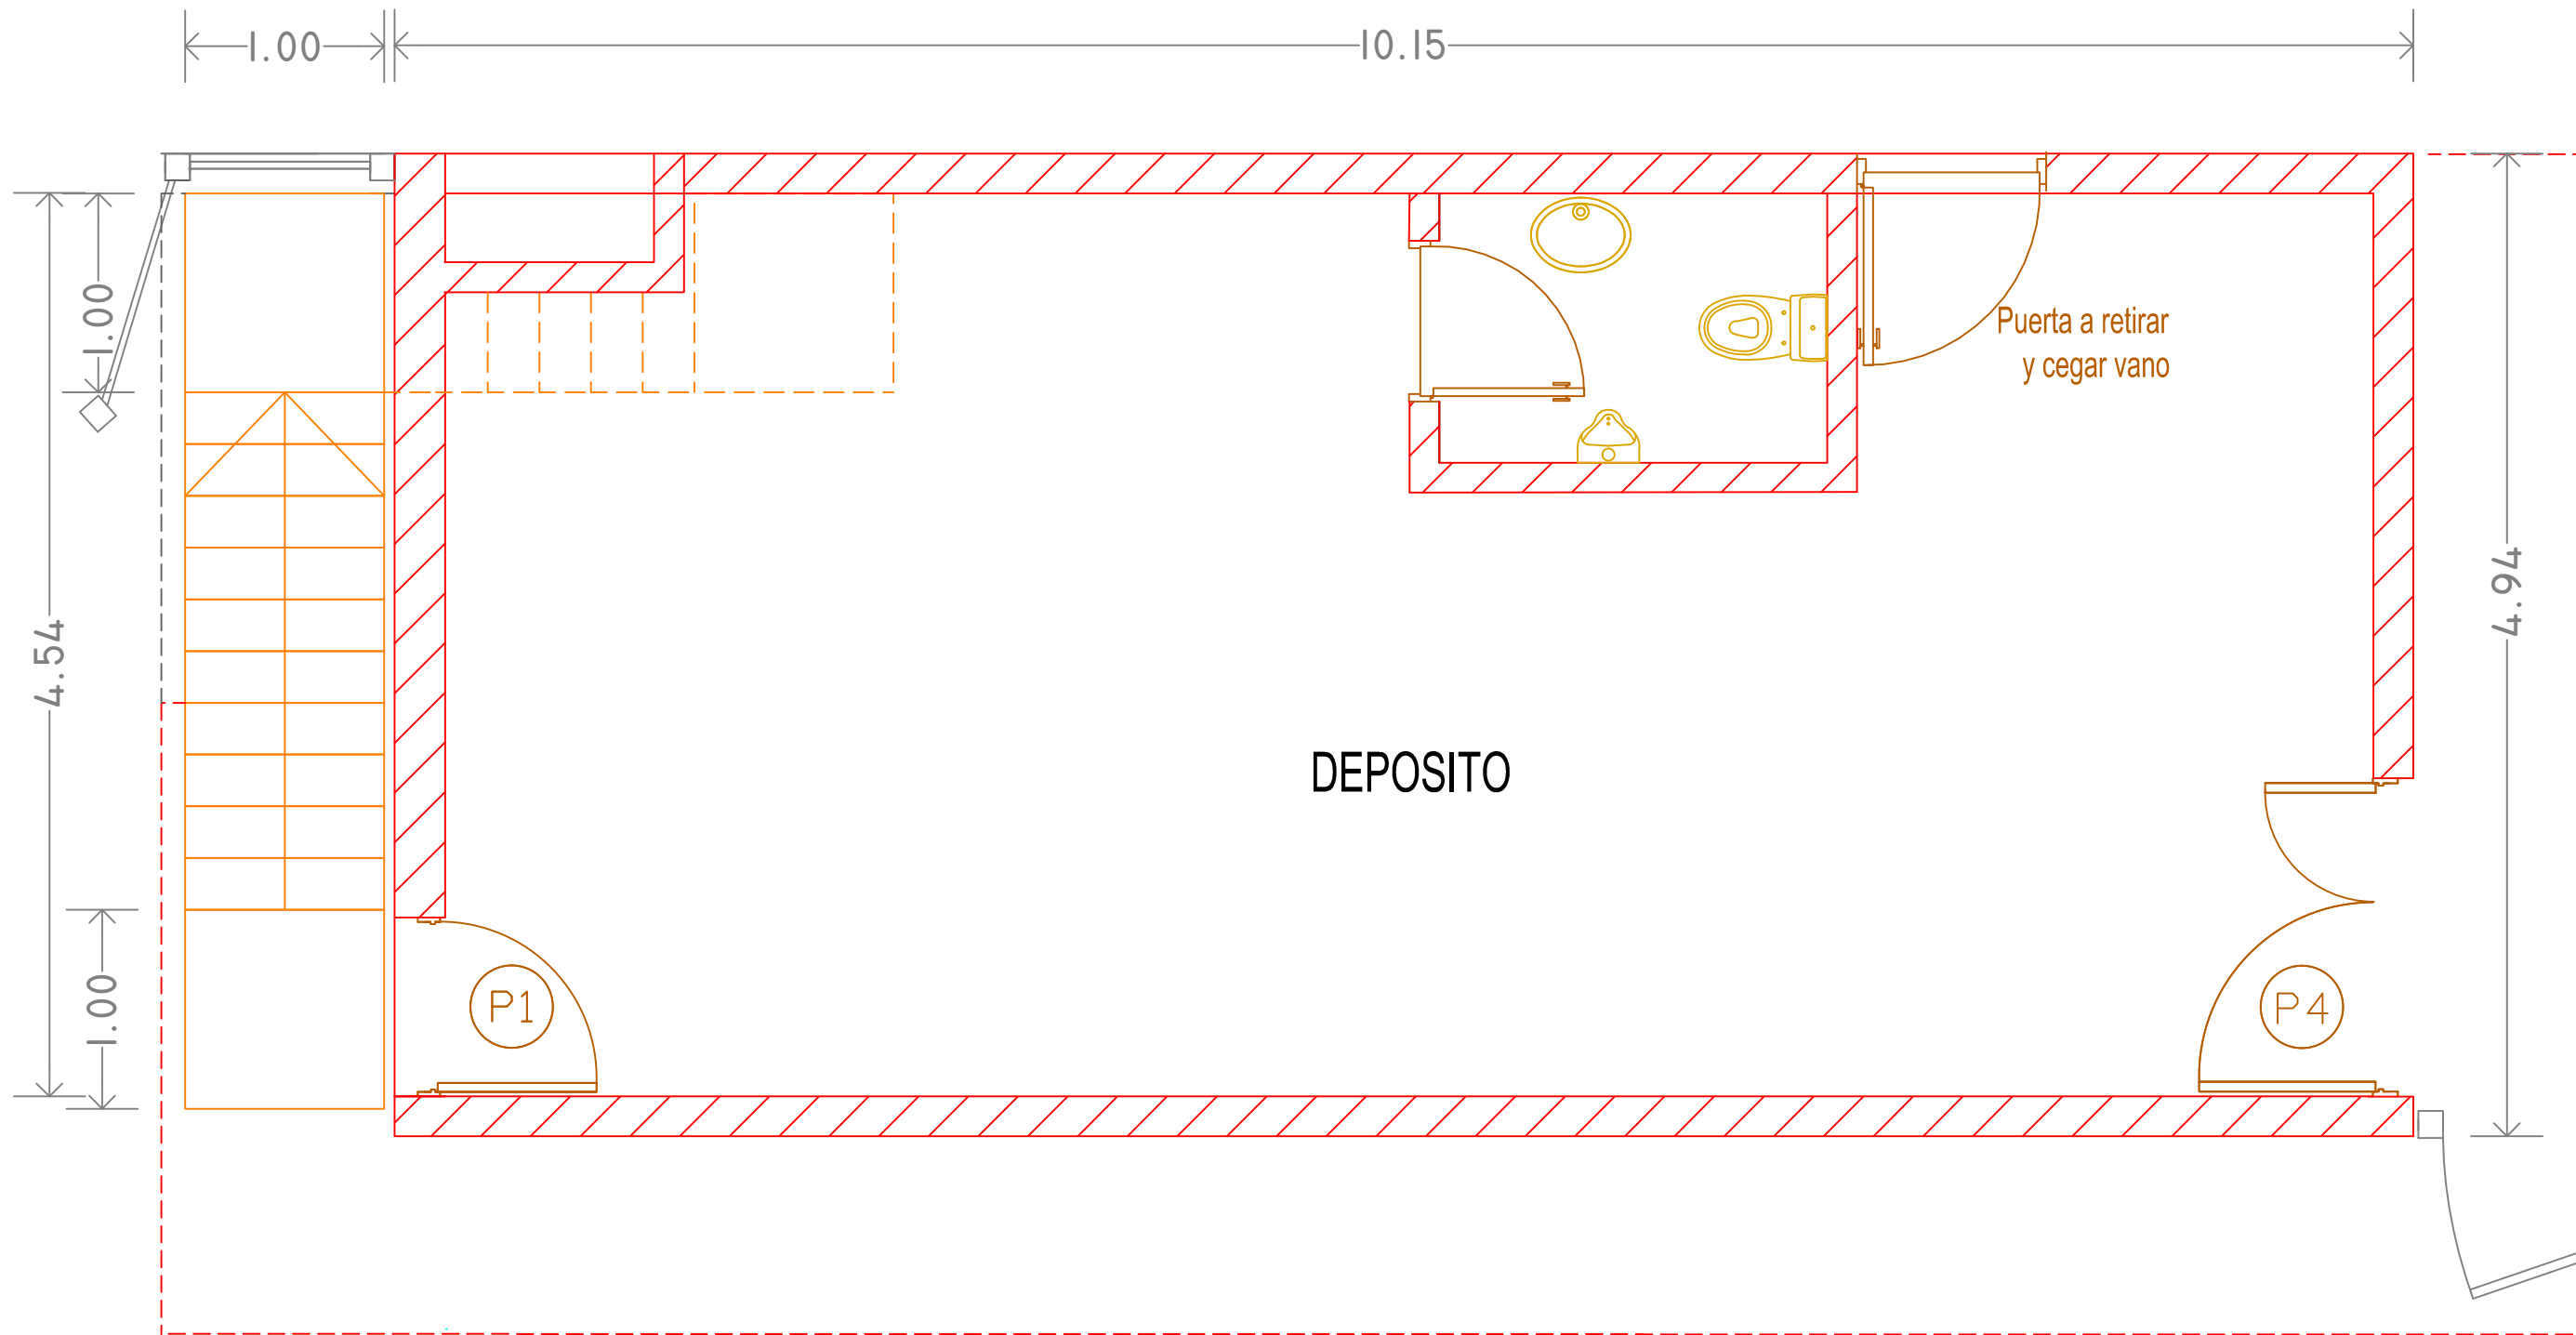 1.00
10.15
1.00
Puerta a retirar
y cegar vano
4.94
4.54
DEPOSITO
1.00
P1
P4